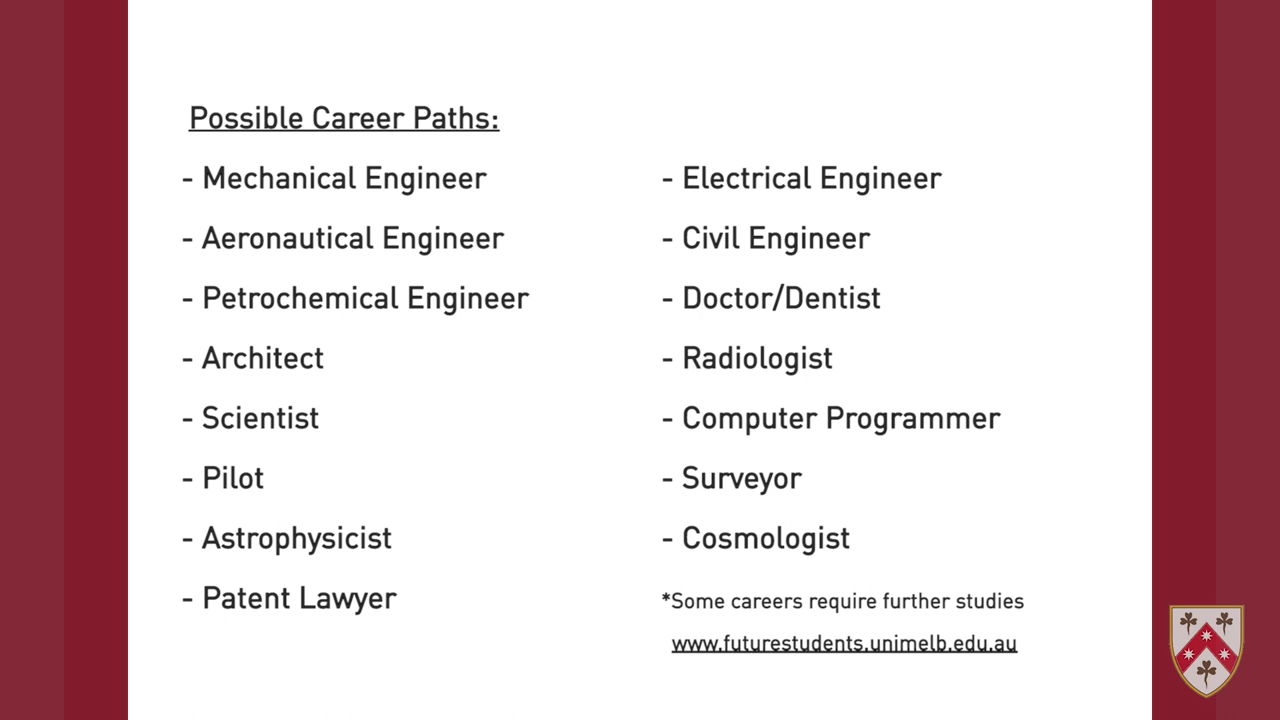 Possible Career Paths:
- Mechanical Engineer
- Aeronautical Engineer
- Petrochemical Engineer
- Architect
- Scientist
- Pilot
- Astrophysicist
- Patent Lawyer
- Electrical Engineer
- Civil Engineer
- Doctor/Dentist
- Radiologist
- Computer Programmer
- Surveyor
- Cosmologist
*Some careers require further studies
www.futurestudents.unimelb.edu.au